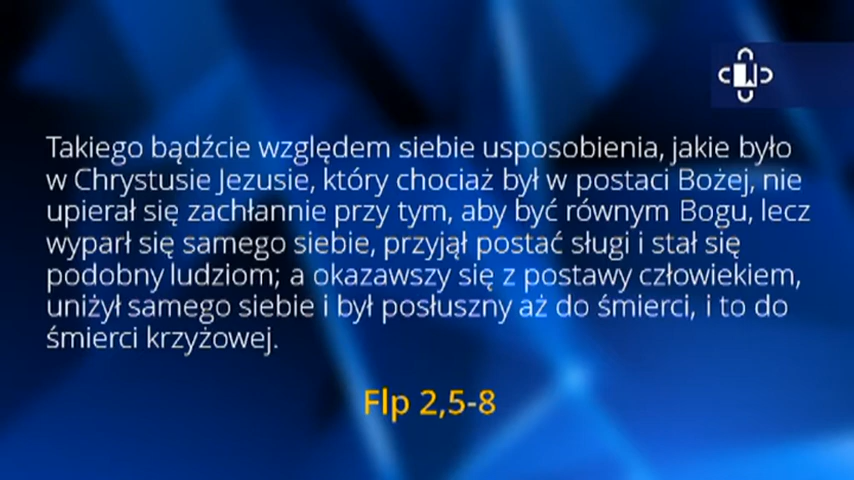 Takiego bądźcie względem siebie usposobienia, jakie było
w Chrystusie Jezusie, który chociaż był w postaci Bożej, nie
upierał się zachłannie przy tym, aby być równym Bogu, lecz
wyparł się samego siebie, przyjął postać sługi i stał się
podobny ludziom; a okazawszy się z postawy człowiekiem,
uniżył samego siebie i był posłuszny aż do śmierci, i to do
śmierci krzyżowej.
Flp 2,5-8